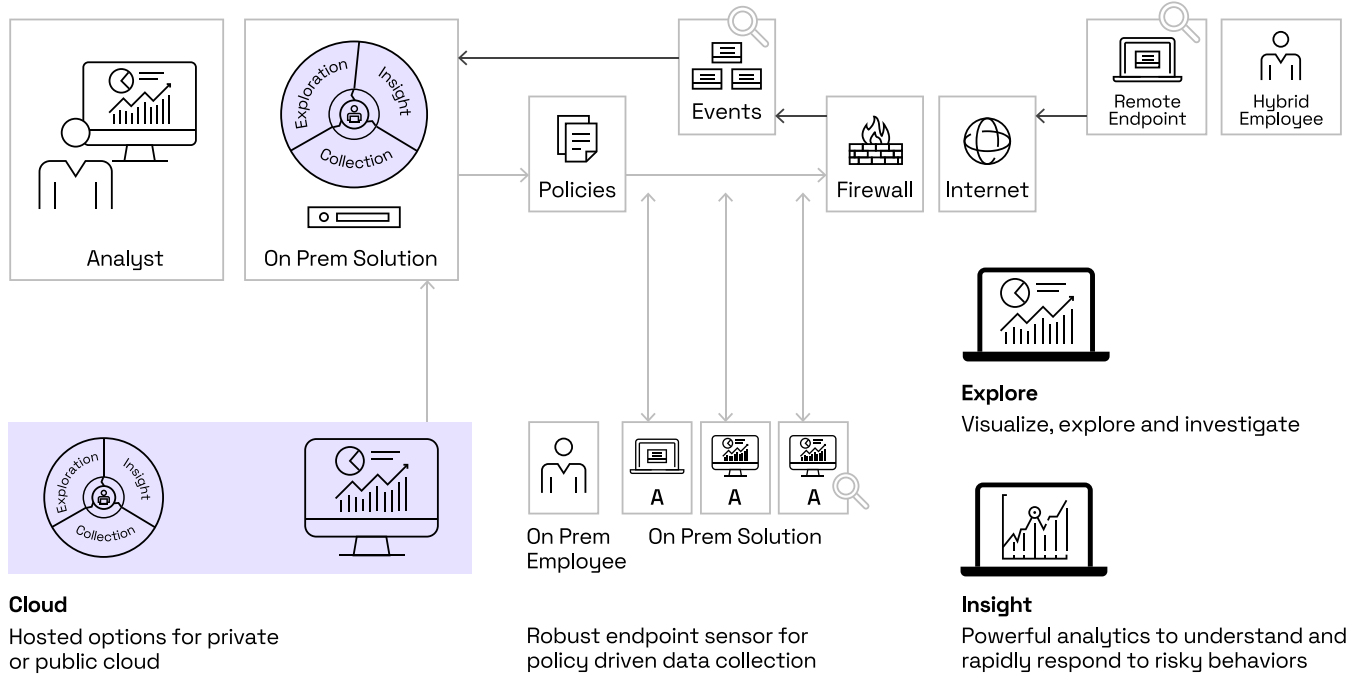 Exploration
Insight
Collection
Analyst
On Prem Solution
Policies
Events
Firewall
Internet
Remote
Endpoint
Hybrid
Employee
Exploration
Insight
Collection
Cloud
Hosted options for private
or public cloud
A
A
A
On Prem
Employee
On Prem Solution
Robust endpoint sensor for
policy driven data collection
Explore
Visualize, explore and investigate
Insight
Powerful analytics to understand and
rapidly respond to risky behaviors